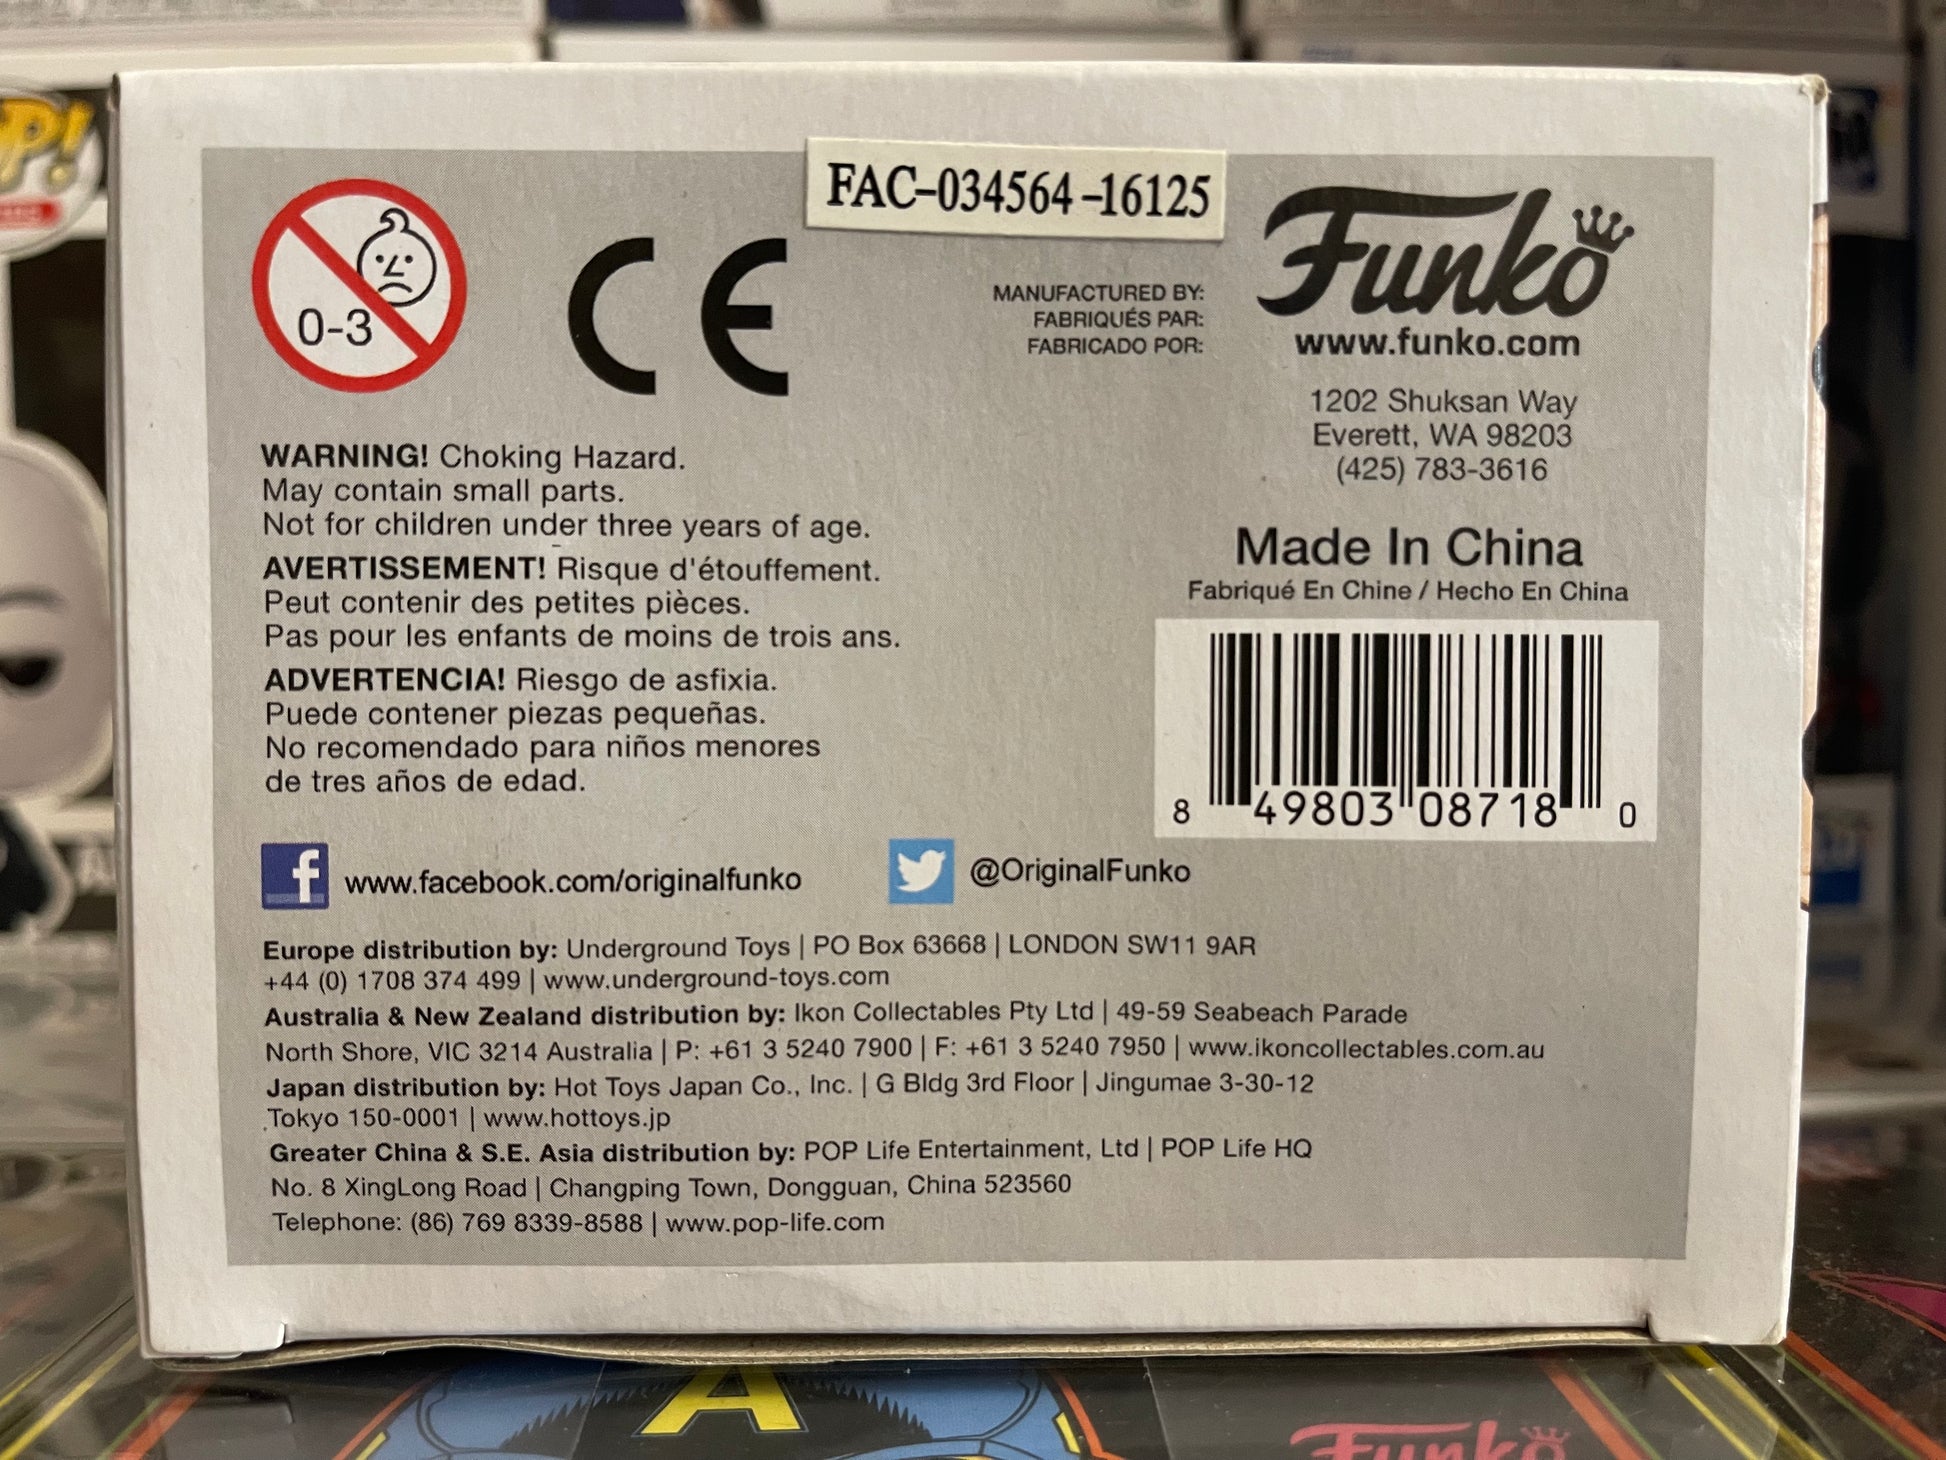 P!
FAC-034564-16125
0-3
CE
MANUFACTURED BY:
FABRIQUÉS PAR:
FABRICADO POR:
Funko
www.funko.com
1202 Shuksan Way
Everett, WA 98203
(425) 783-3616
WARNING! Choking Hazard.
May contain small parts.
Not for children under three years of age.
AVERTISSEMENT! Risque d'étouffement.
Peut contenir des petites pièces.
Pas pour les enfants de moins de trois ans.
ADVERTENCIA! Riesgo de asfixia.
Puede contener piezas pequeñas.
No recomendado para niños menores
de tres años de edad.
Made In China
Fabriqué En Chine / Hecho En China
8 49803 08718 0
f www.facebook.com/originalfunko
@OriginalFunko
Europe distribution by: Underground Toys | PO Box 63668 | LONDON SW11 9AR
+44 (0) 1708 374 499 | www.underground-toys.com
Australia & New Zealand distribution by: Ikon Collectables Pty Ltd | 49-59 Seabeach Parade
North Shore, VIC 3214 Australia | P: +61 3 5240 7900 | F: +61 3 5240 7950 | www.ikoncollectables.com.au
Japan distribution by: Hot Toys Japan Co., Inc. | G Bldg 3rd Floor | Jingumae 3-30-12
Tokyo 150-0001 | www.hottoys.jp
Greater China & S.E. Asia distribution by: POP Life Entertainment, Ltd | POP Life HQ
No. 8 XingLong Road | Changping Town, Dongguan, China 523560
Telephone: (86) 769 8339-8588 | www.pop-life.com
A
Funko